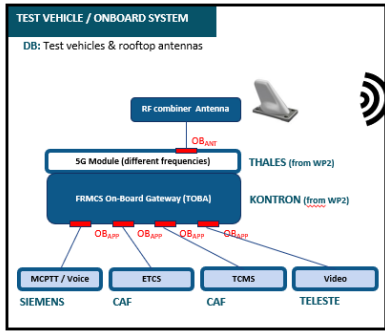 TEST VEHICLE / ONBOARD SYSTEM
DB: Test vehicles & rooftop antennas
RF combiner Antenna
OBANT
5G Module (different frequencies)
THALES (from WP2)
FRMCS On-Board Gateway (TOBA)
KONTRON (from WP2)
OBAPP OBAPP OBAPP OBAPP
MCPTT / Voice ETCS TCMS Video
SIEMENS CAF CAF TELESTE